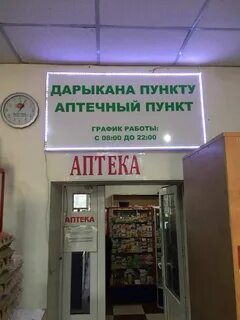 ДАРЫКАНА ПУНКТУ
АПТЕЧНЫЙ ПУНКТ
ГРАФИК РАБОТЫ:
С 08:00 ДО 22:00
АПТЕКА
АПТЕКА